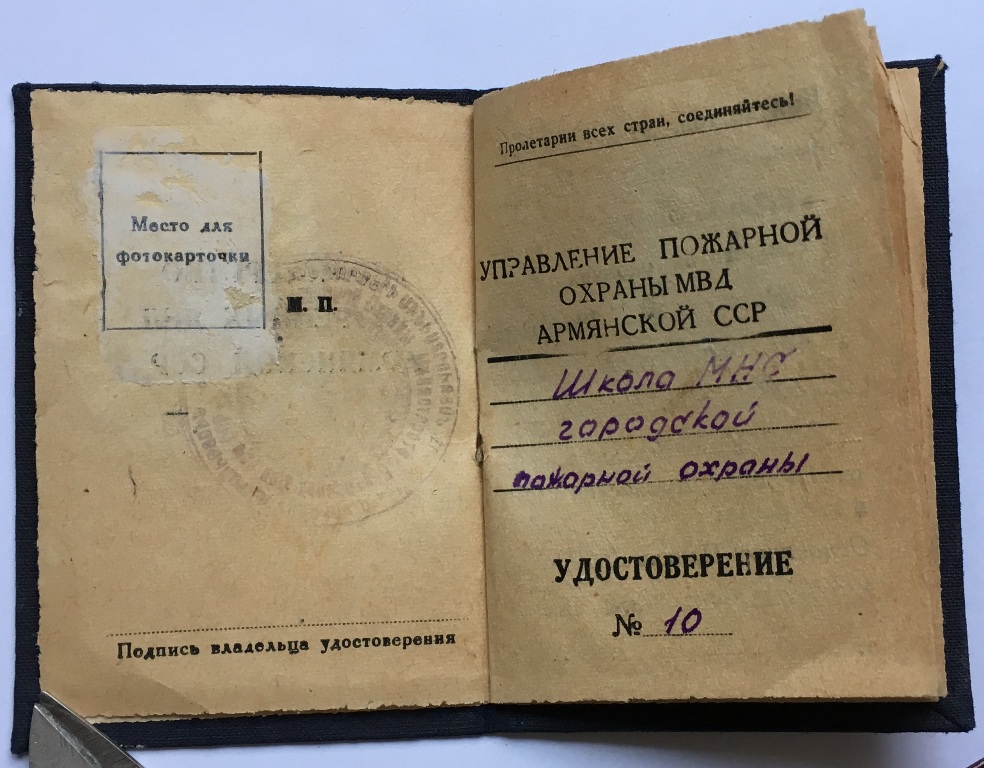 Место для
фотокарточки
М. П.
Подпись владельца удостоверения
Пролетарии всех стран, соединяйтесь!
УПРАВЛЕНИЕ ПОЖАРНОЙ
ОХРАНЫ МВД
АРМЯНСКОЙ ССР
Школа МНС
городской
пожарной охраны
УДОСТОВЕРЕНИЕ
№ 10